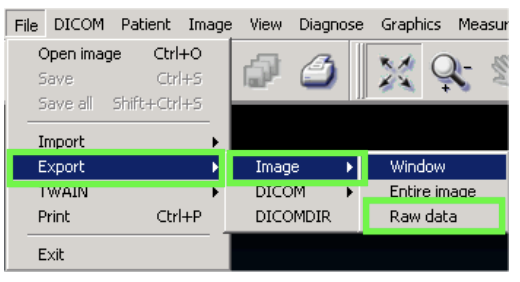 File DICOM Patient Image View Diagnose Graphics Measur
Open image Ctrl+O
Save Ctrl+S
Save all Shift+Ctrl+S
Import
Export Image Window
TWAIN DICOM Entire image
Print Ctrl+P DICOMDIR Raw data
Exit